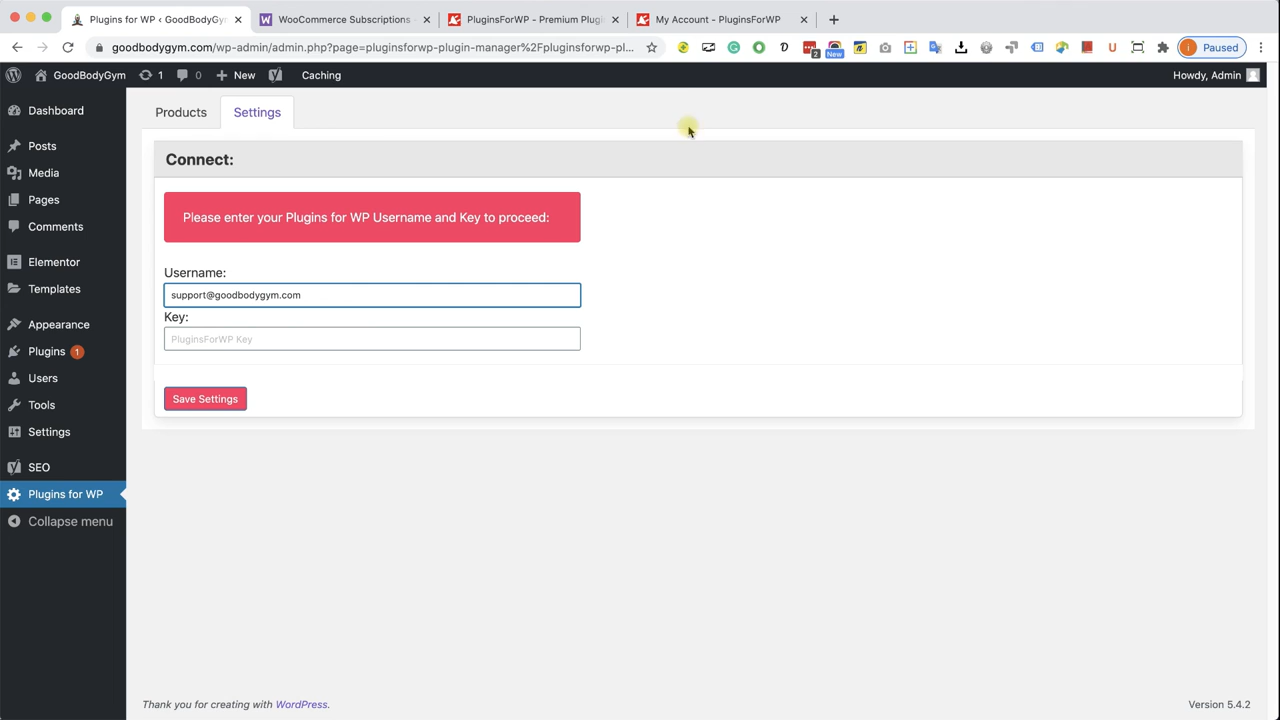 Plugins for WP ‹ GoodBodyGy
WooCommerce Subscriptions
PluginsForWP - Premium Plugi
My Account - PluginsForWP
goodbodygym.com/wp-admin/admin.php?page=pluginsforwp-plugin-manager%2Fpluginsforwp-pl...
2
New
i
Paused
GoodBodyGym
1
0
New
Caching
Howdy, Admin
Dashboard
Posts
Media
Pages
Comments
Elementor
Templates
Appearance
Plugins 1
Users
Tools
Settings
SEO
Plugins for WP
Collapse menu
Products
Settings
Connect:
Please enter your Plugins for WP Username and Key to proceed:
Username:
support@goodbodygym.com
Key:
PluginsForWP Key
Save Settings
Thank you for creating with WordPress.
Version 5.4.2